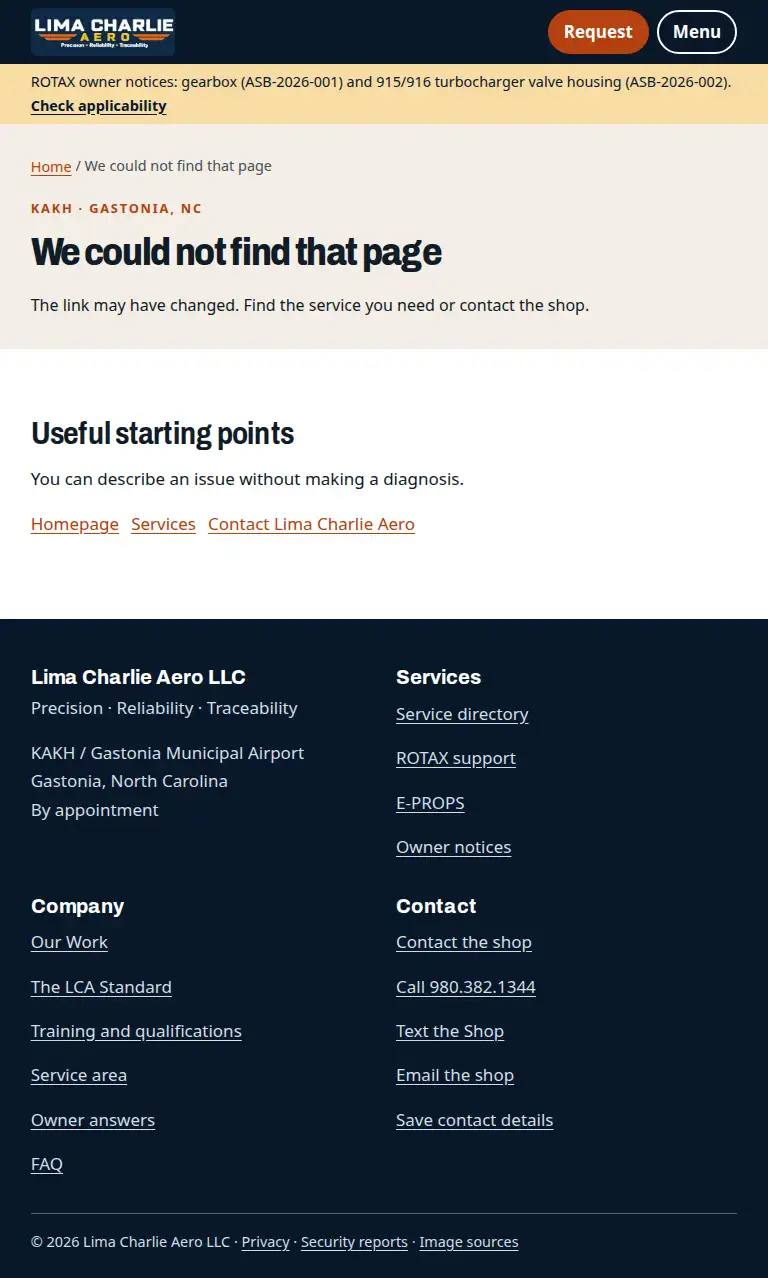 LIMA CHARLIE
AERO
Precision • Reliability • Traceability
Request
Menu
ROTAX owner notices: gearbox (ASB-2026-001) and 915/916 turbocharger valve housing (ASB-2026-002).
Check applicability
Home / We could not find that page
KAKH · GASTONIA, NC
We could not find that page
The link may have changed. Find the service you need or contact the shop.
Useful starting points
You can describe an issue without making a diagnosis.
Homepage Services Contact Lima Charlie Aero
Lima Charlie Aero LLC
Precision · Reliability · Traceability
KAKH / Gastonia Municipal Airport
Gastonia, North Carolina
By appointment
Services
Service directory
ROTAX support
E-PROPS
Owner notices
Company
Our Work
The LCA Standard
Training and qualifications
Service area
Owner answers
FAQ
Contact
Contact the shop
Call 980.382.1344
Text the Shop
Email the shop
Save contact details
© 2026 Lima Charlie Aero LLC · Privacy · Security reports · Image sources